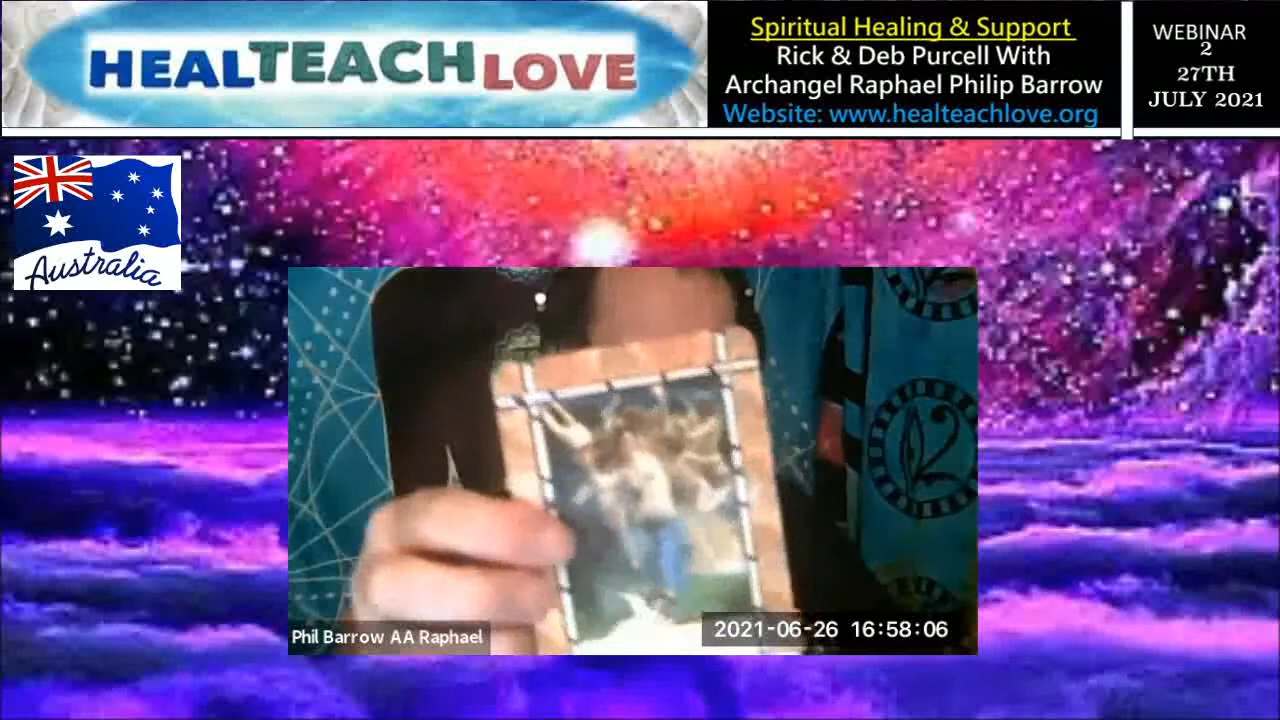 HEALTEACHLOVE
Spiritual Healing & Support
Rick & Deb Purcell With
Archangel Raphael Philip Barrow
Website: www.healteachlove.org
WEBINAR
2
27TH
JULY 2021
Australia
Phil Barrow AA Raphael
2021-06-26 16:58:06